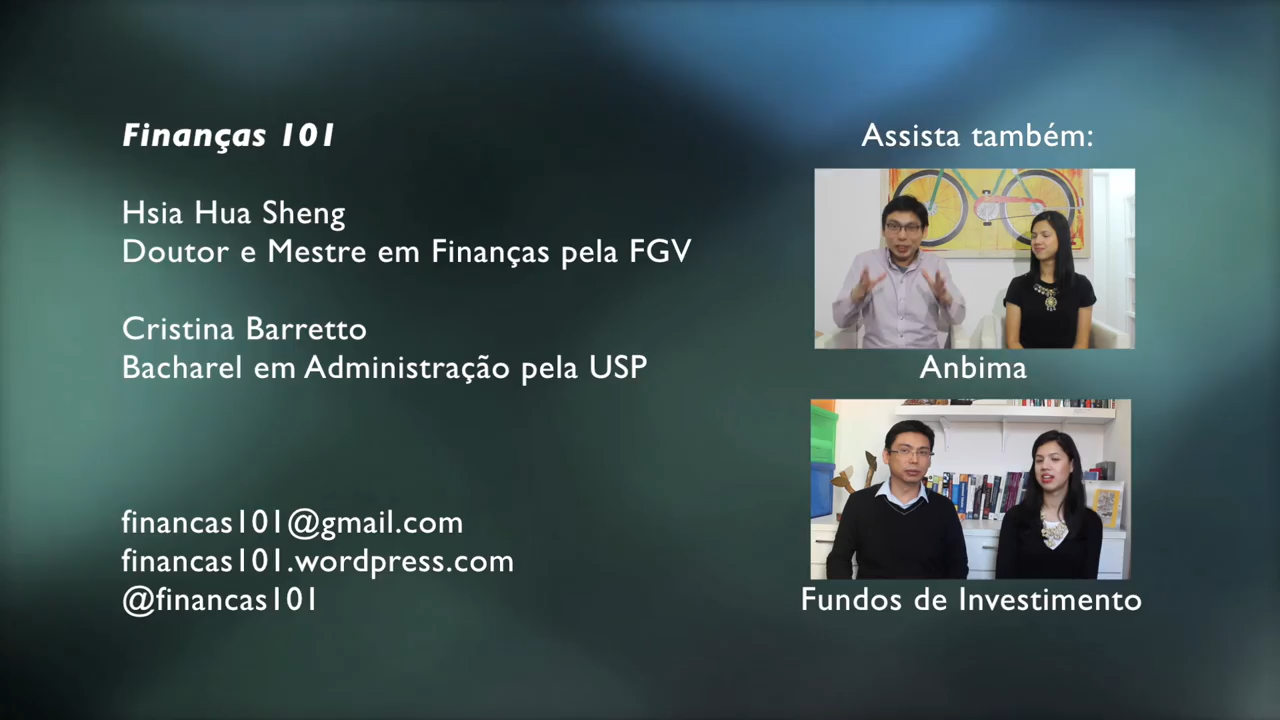 Finanças 101
Hsia Hua Sheng
Doutor e Mestre em Finanças pela FGV
Cristina Barretto
Bacharel em Administração pela USP
financas101@gmail.com
financas101.wordpress.com
@financas101
Assista também:
Anbima
Fundos de Investimento